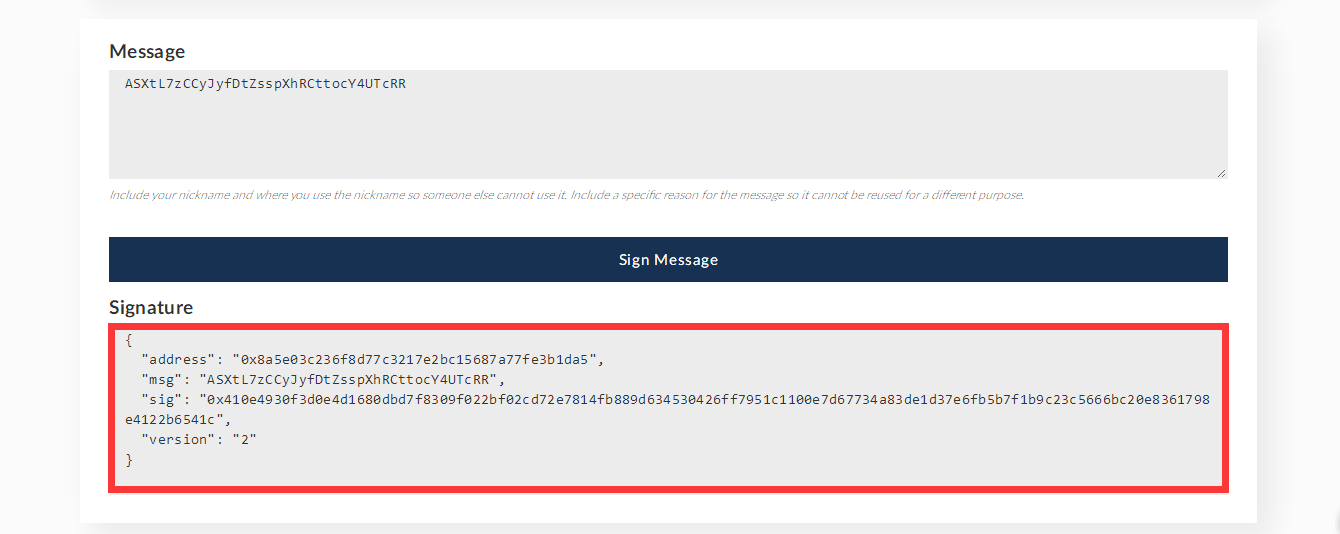 Message
ASXtL7zCCyJyfDtZsspXhRCttocY4UTcRR
Include your nickname and where you use the nickname so someone else cannot use it. Include a specific reason for the message so it cannot be reused for a different purpose.
Sign Message
Signature
{
"address": "0x8a5e03c236f8d77c3217e2bc15687a77fe3b1da5",
"msg": "ASXtL7zCCyJyfDtZsspXhRCttocY4UTcRR",
"sig": "0x410e4930f3d0e4d1680dbd7f8309f022bf02cd72e7814fb889d634530426ff7951c1100e7d67734a83de1d37e6fb5b7f1b9c23c5666bc20e8361798
e4122b6541c",
"version": "2"
}